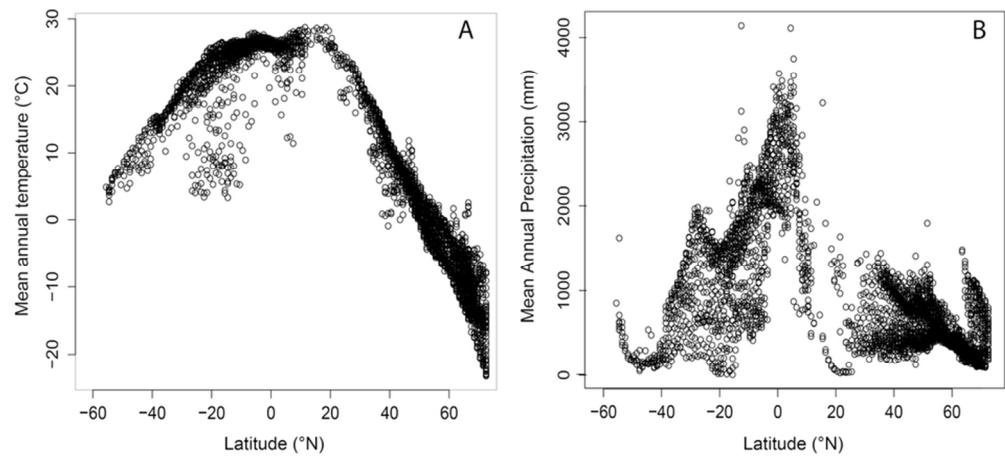 A
Mean annual temperature (°C)
30
20
10
0
−10
−20
−60 −40 −20 0 20 40 60
Latitude (°N)
B
Mean Annual Precipitation (mm)
4000
3000
2000
1000
0
−60 −40 −20 0 20 40 60
Latitude (°N)